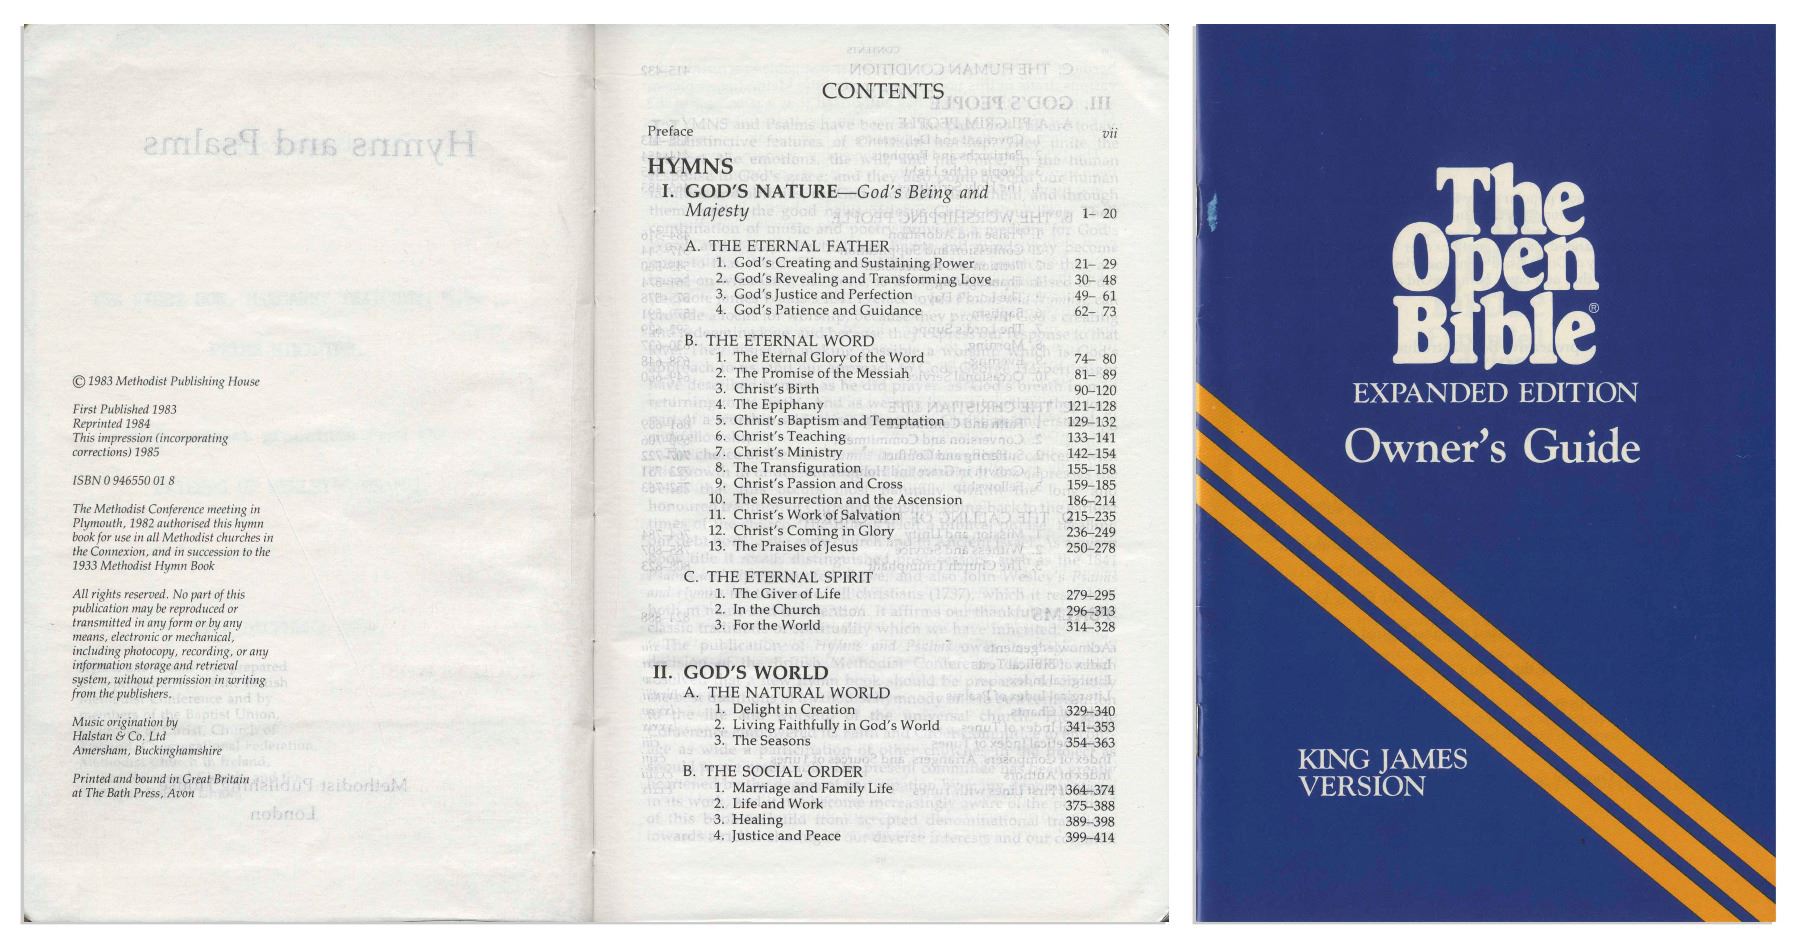 Hymns and Psalms
© 1983 Methodist Publishing House
First Published 1983
Reprinted 1984
This impression (incorporating
corrections) 1985
ISBN 0 946550 01 8
The Methodist Conference meeting in
Plymouth, 1982 authorised this hymn
book for use in all Methodist churches in
the Connexion, and in succession to the
1933 Methodist Hymn Book
All rights reserved. No part of this
publication may be reproduced or
transmitted in any form or by any
means, electronic or mechanical,
including photocopy, recording, or any
information storage and retrieval
system, without permission in writing
from the publishers.
Music origination by
Halstan & Co. Ltd
Amersham, Buckinghamshire
Printed and bound in Great Britain
at The Bath Press, Avon
London
CONTENTS
Preface vii
HYMNS
I. GOD'S NATURE—God's Being and
Majesty 1– 20
A. THE ETERNAL FATHER
1. God's Creating and Sustaining Power 21– 29
2. God's Revealing and Transforming Love 30– 48
3. God's Justice and Perfection 49– 61
4. God's Patience and Guidance 62– 73
B. THE ETERNAL WORD
1. The Eternal Glory of the Word 74– 80
2. The Promise of the Messiah 81– 89
3. Christ's Birth 90–120
4. The Epiphany 121–128
5. Christ's Baptism and Temptation 129–132
6. Christ's Teaching 133–141
7. Christ's Ministry 142–154
8. The Transfiguration 155–158
9. Christ's Passion and Cross 159–185
10. The Resurrection and the Ascension 186–214
11. Christ's Work of Salvation 215–235
12. Christ's Coming in Glory 236–249
13. The Praises of Jesus 250–278
C. THE ETERNAL SPIRIT
1. The Giver of Life 279–295
2. In the Church 296–313
3. For the World 314–328
II. GOD'S WORLD
A. THE NATURAL WORLD
1. Delight in Creation 329–340
2. Living Faithfully in God's World 341–353
3. The Seasons 354–363
B. THE SOCIAL ORDER
1. Marriage and Family Life 364–374
2. Life and Work 375–388
3. Healing 389–398
4. Justice and Peace 399–414
The
Open
Bible®
EXPANDED EDITION
Owner's Guide
KING JAMES
VERSION